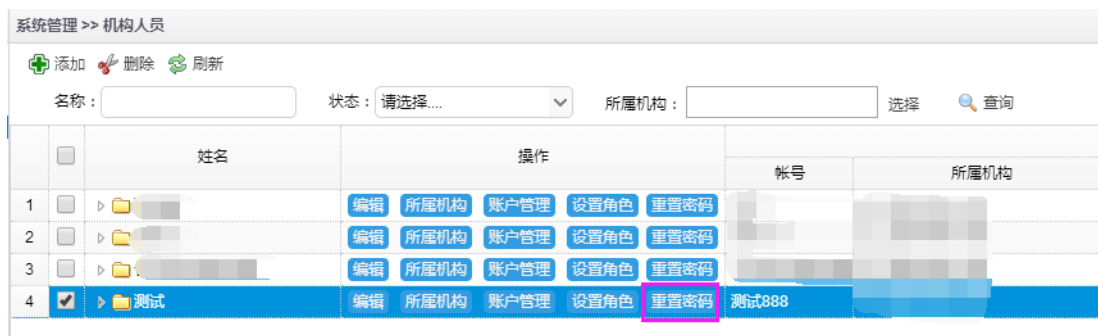 系统管理 >> 机构人员
添加 删除 刷新
名称： 状态：请选择.... 所属机构： 选择 查询
姓名 操作
帐号 所属机构
1 编辑 所属机构 账户管理 设置角色 重置密码
2 编辑 所属机构 账户管理 设置角色 重置密码
3 编辑 所属机构 账户管理 设置角色 重置密码
4 测试 编辑 所属机构 账户管理 设置角色 重置密码 测试888